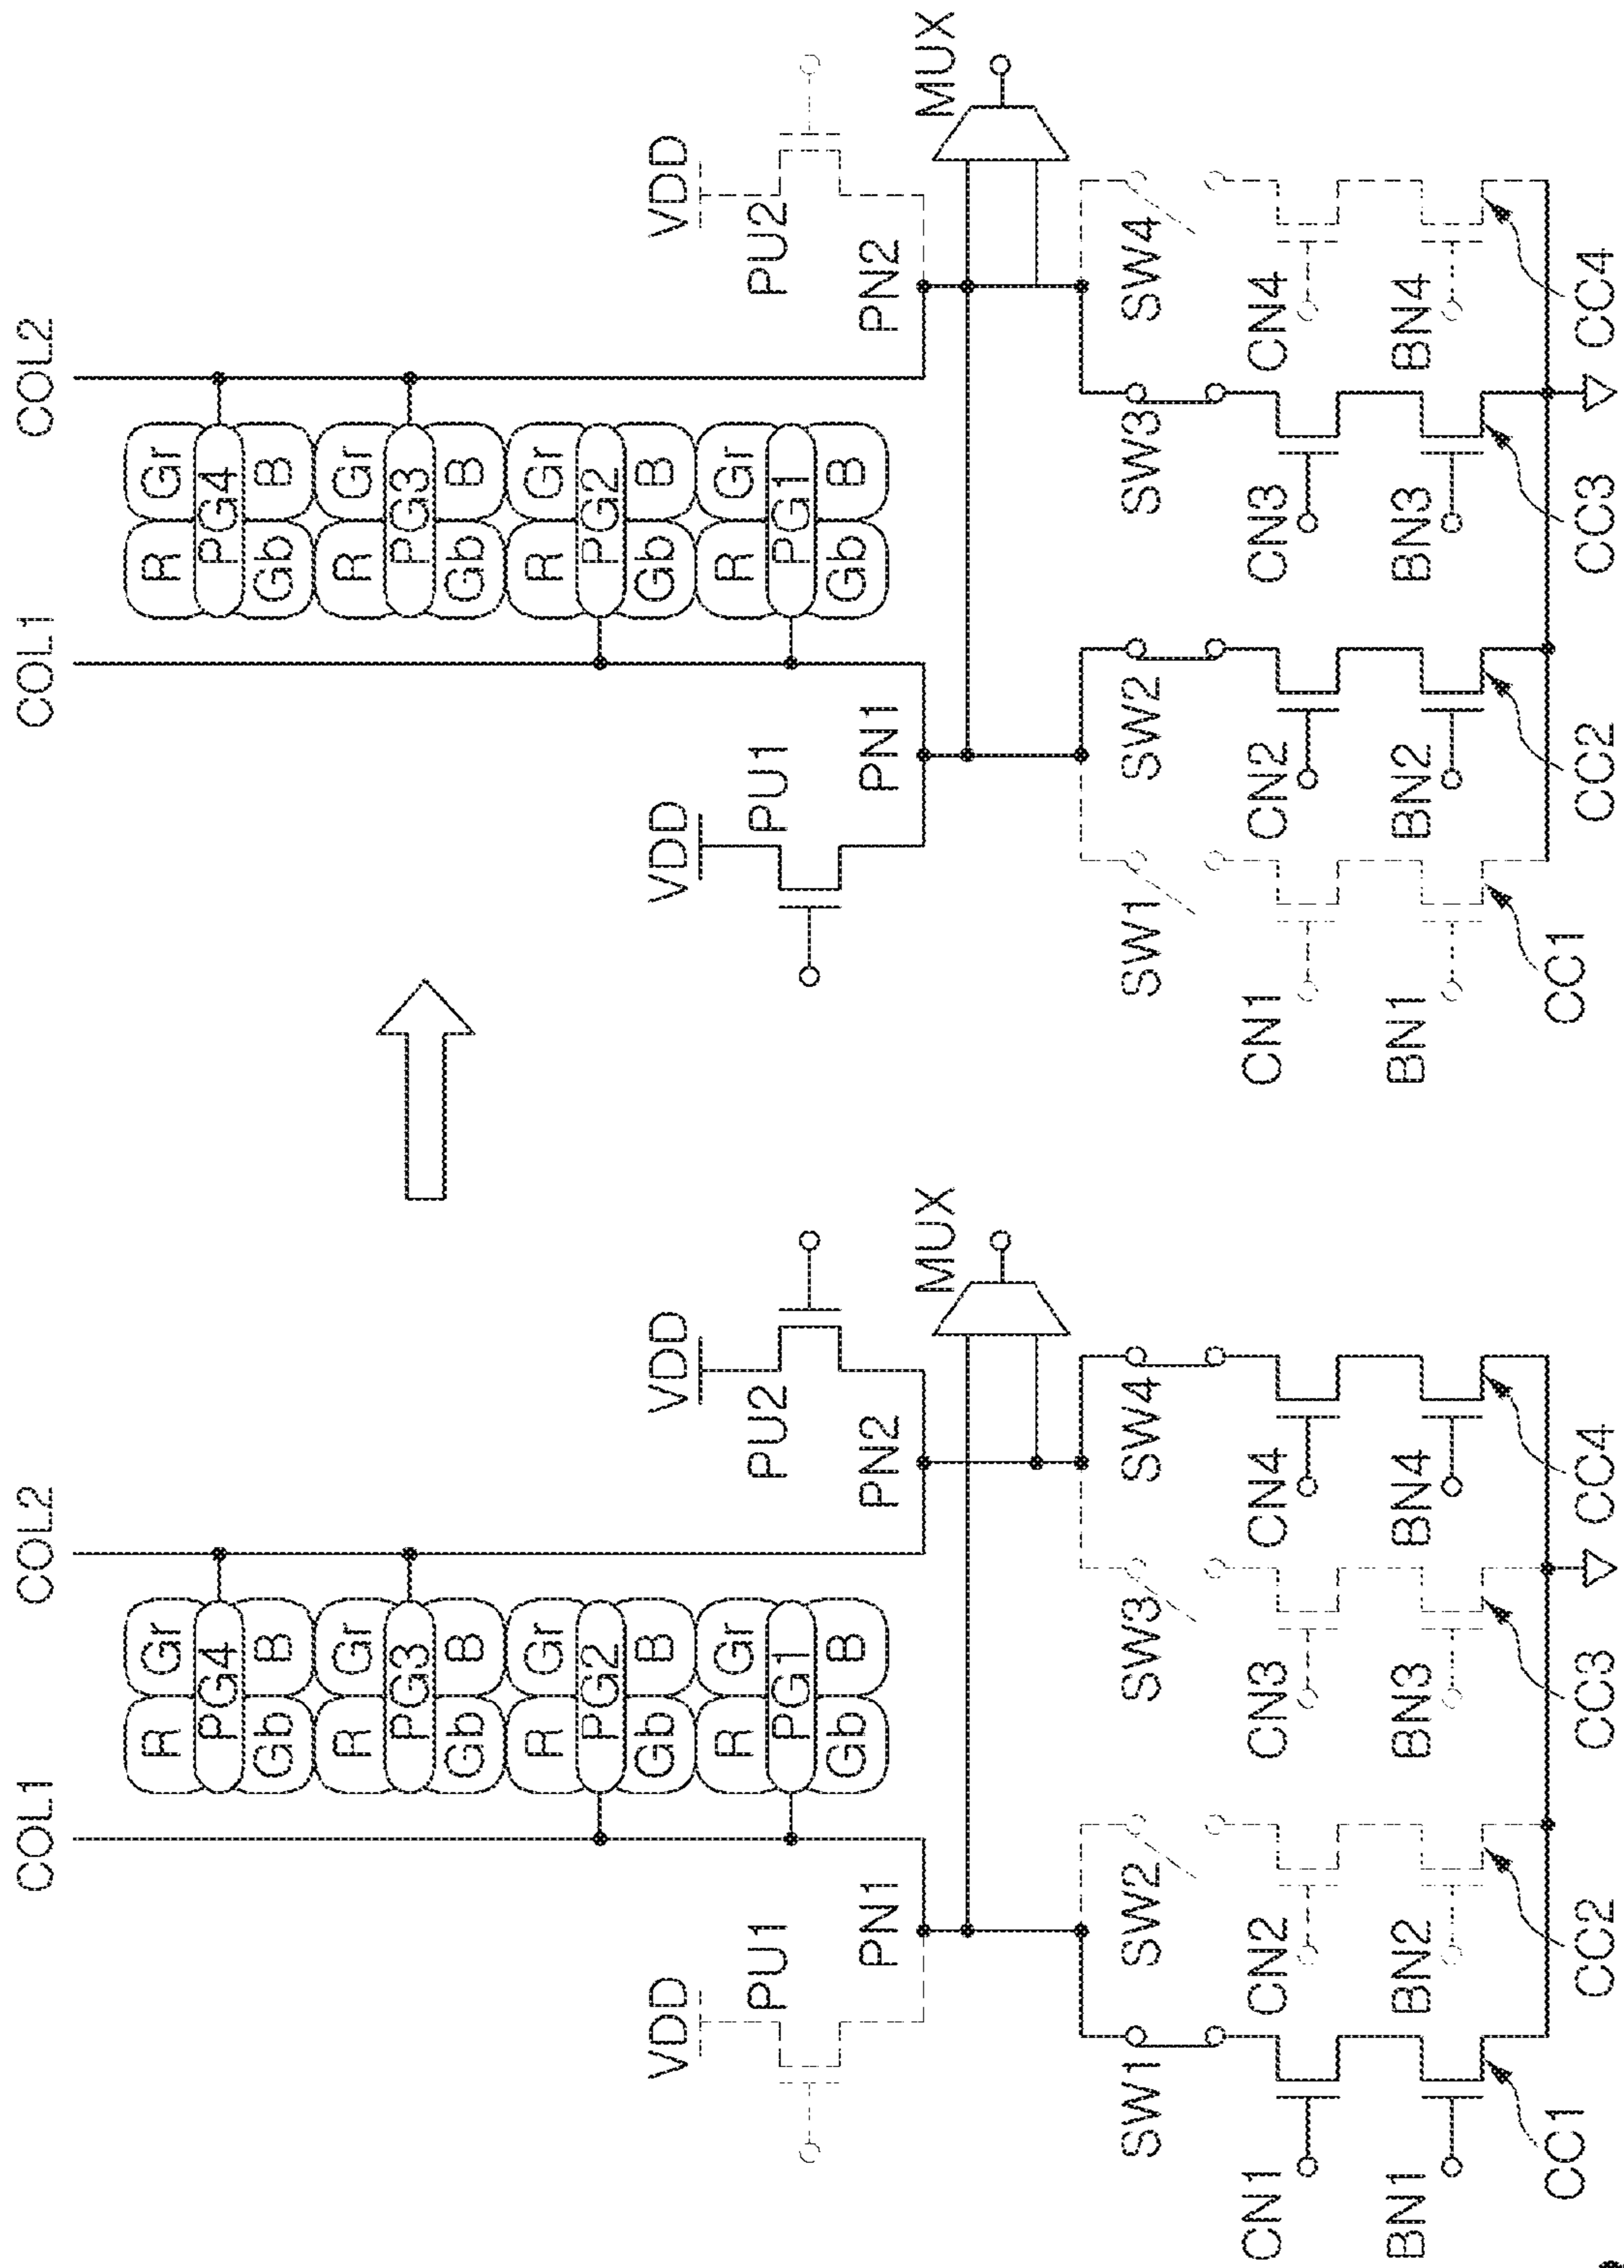 COL1 COL2
R Gr
PG4
Gb B
R Gr
PG3
Gb B
R Gr
PG2
Gb B
R Gr
PG1
Gb B
VDD VDD
PU1 PU2
PN1 PN2
MUX
SW1 SW2 SW3 SW4
CN1 CN2 CN3 CN4
BN1 BN2 BN3 BN4
CC1 CC2 CC3 CC4
COL1 COL2
R Gr
PG4
Gb B
R Gr
PG3
Gb B
R Gr
PG2
Gb B
R Gr
PG1
Gb B
VDD VDD
PU1 PU2
PN1 PN2
MUX
SW1 SW2 SW3 SW4
CN1 CN2 CN3 CN4
BN1 BN2 BN3 BN4
CC1 CC2 CC3 CC4